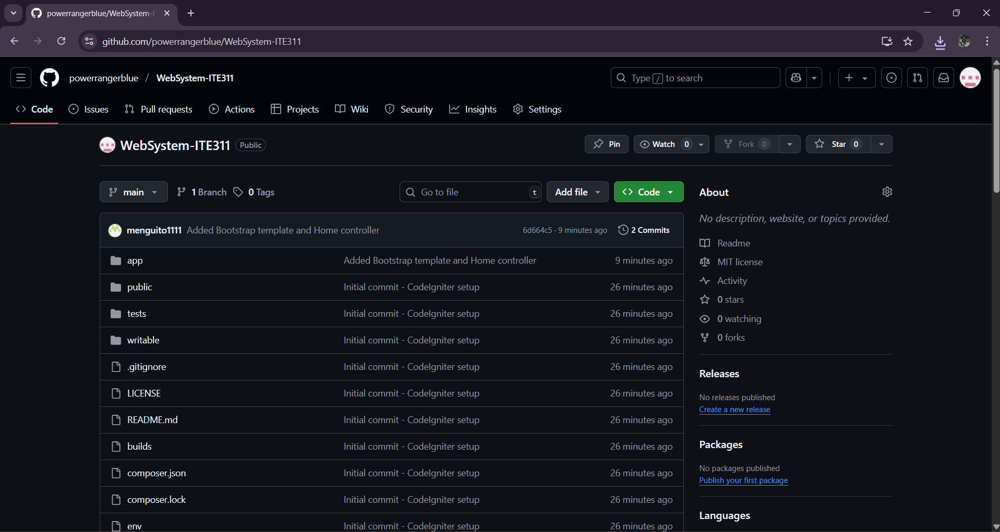 powerrangerblue/WebSystem-I
github.com/powerrangerblue/WebSystem-ITE311
powerrangerblue / WebSystem-ITE311
Type / to search
Code Issues Pull requests Actions Projects Wiki Security Insights Settings
WebSystem-ITE311 Public
Pin Watch 0 Fork 0 Star 0
main 1 Branch 0 Tags Go to file t Add file Code
menguito1111 Added Bootstrap template and Home controller 6d664c5 · 9 minutes ago 2 Commits
app Added Bootstrap template and Home controller 9 minutes ago
public Initial commit - CodeIgniter setup 26 minutes ago
tests Initial commit - CodeIgniter setup 26 minutes ago
writable Initial commit - CodeIgniter setup 26 minutes ago
.gitignore Initial commit - CodeIgniter setup 26 minutes ago
LICENSE Initial commit - CodeIgniter setup 26 minutes ago
README.md Initial commit - CodeIgniter setup 26 minutes ago
builds Initial commit - CodeIgniter setup 26 minutes ago
composer.json Initial commit - CodeIgniter setup 26 minutes ago
composer.lock Initial commit - CodeIgniter setup 26 minutes ago
env Initial commit - CodeIgniter setup 26 minutes ago
About
No description, website, or topics provided.
Readme
MIT license
Activity
0 stars
0 watching
0 forks
Releases
No releases published
Create a new release
Packages
No packages published
Publish your first package
Languages